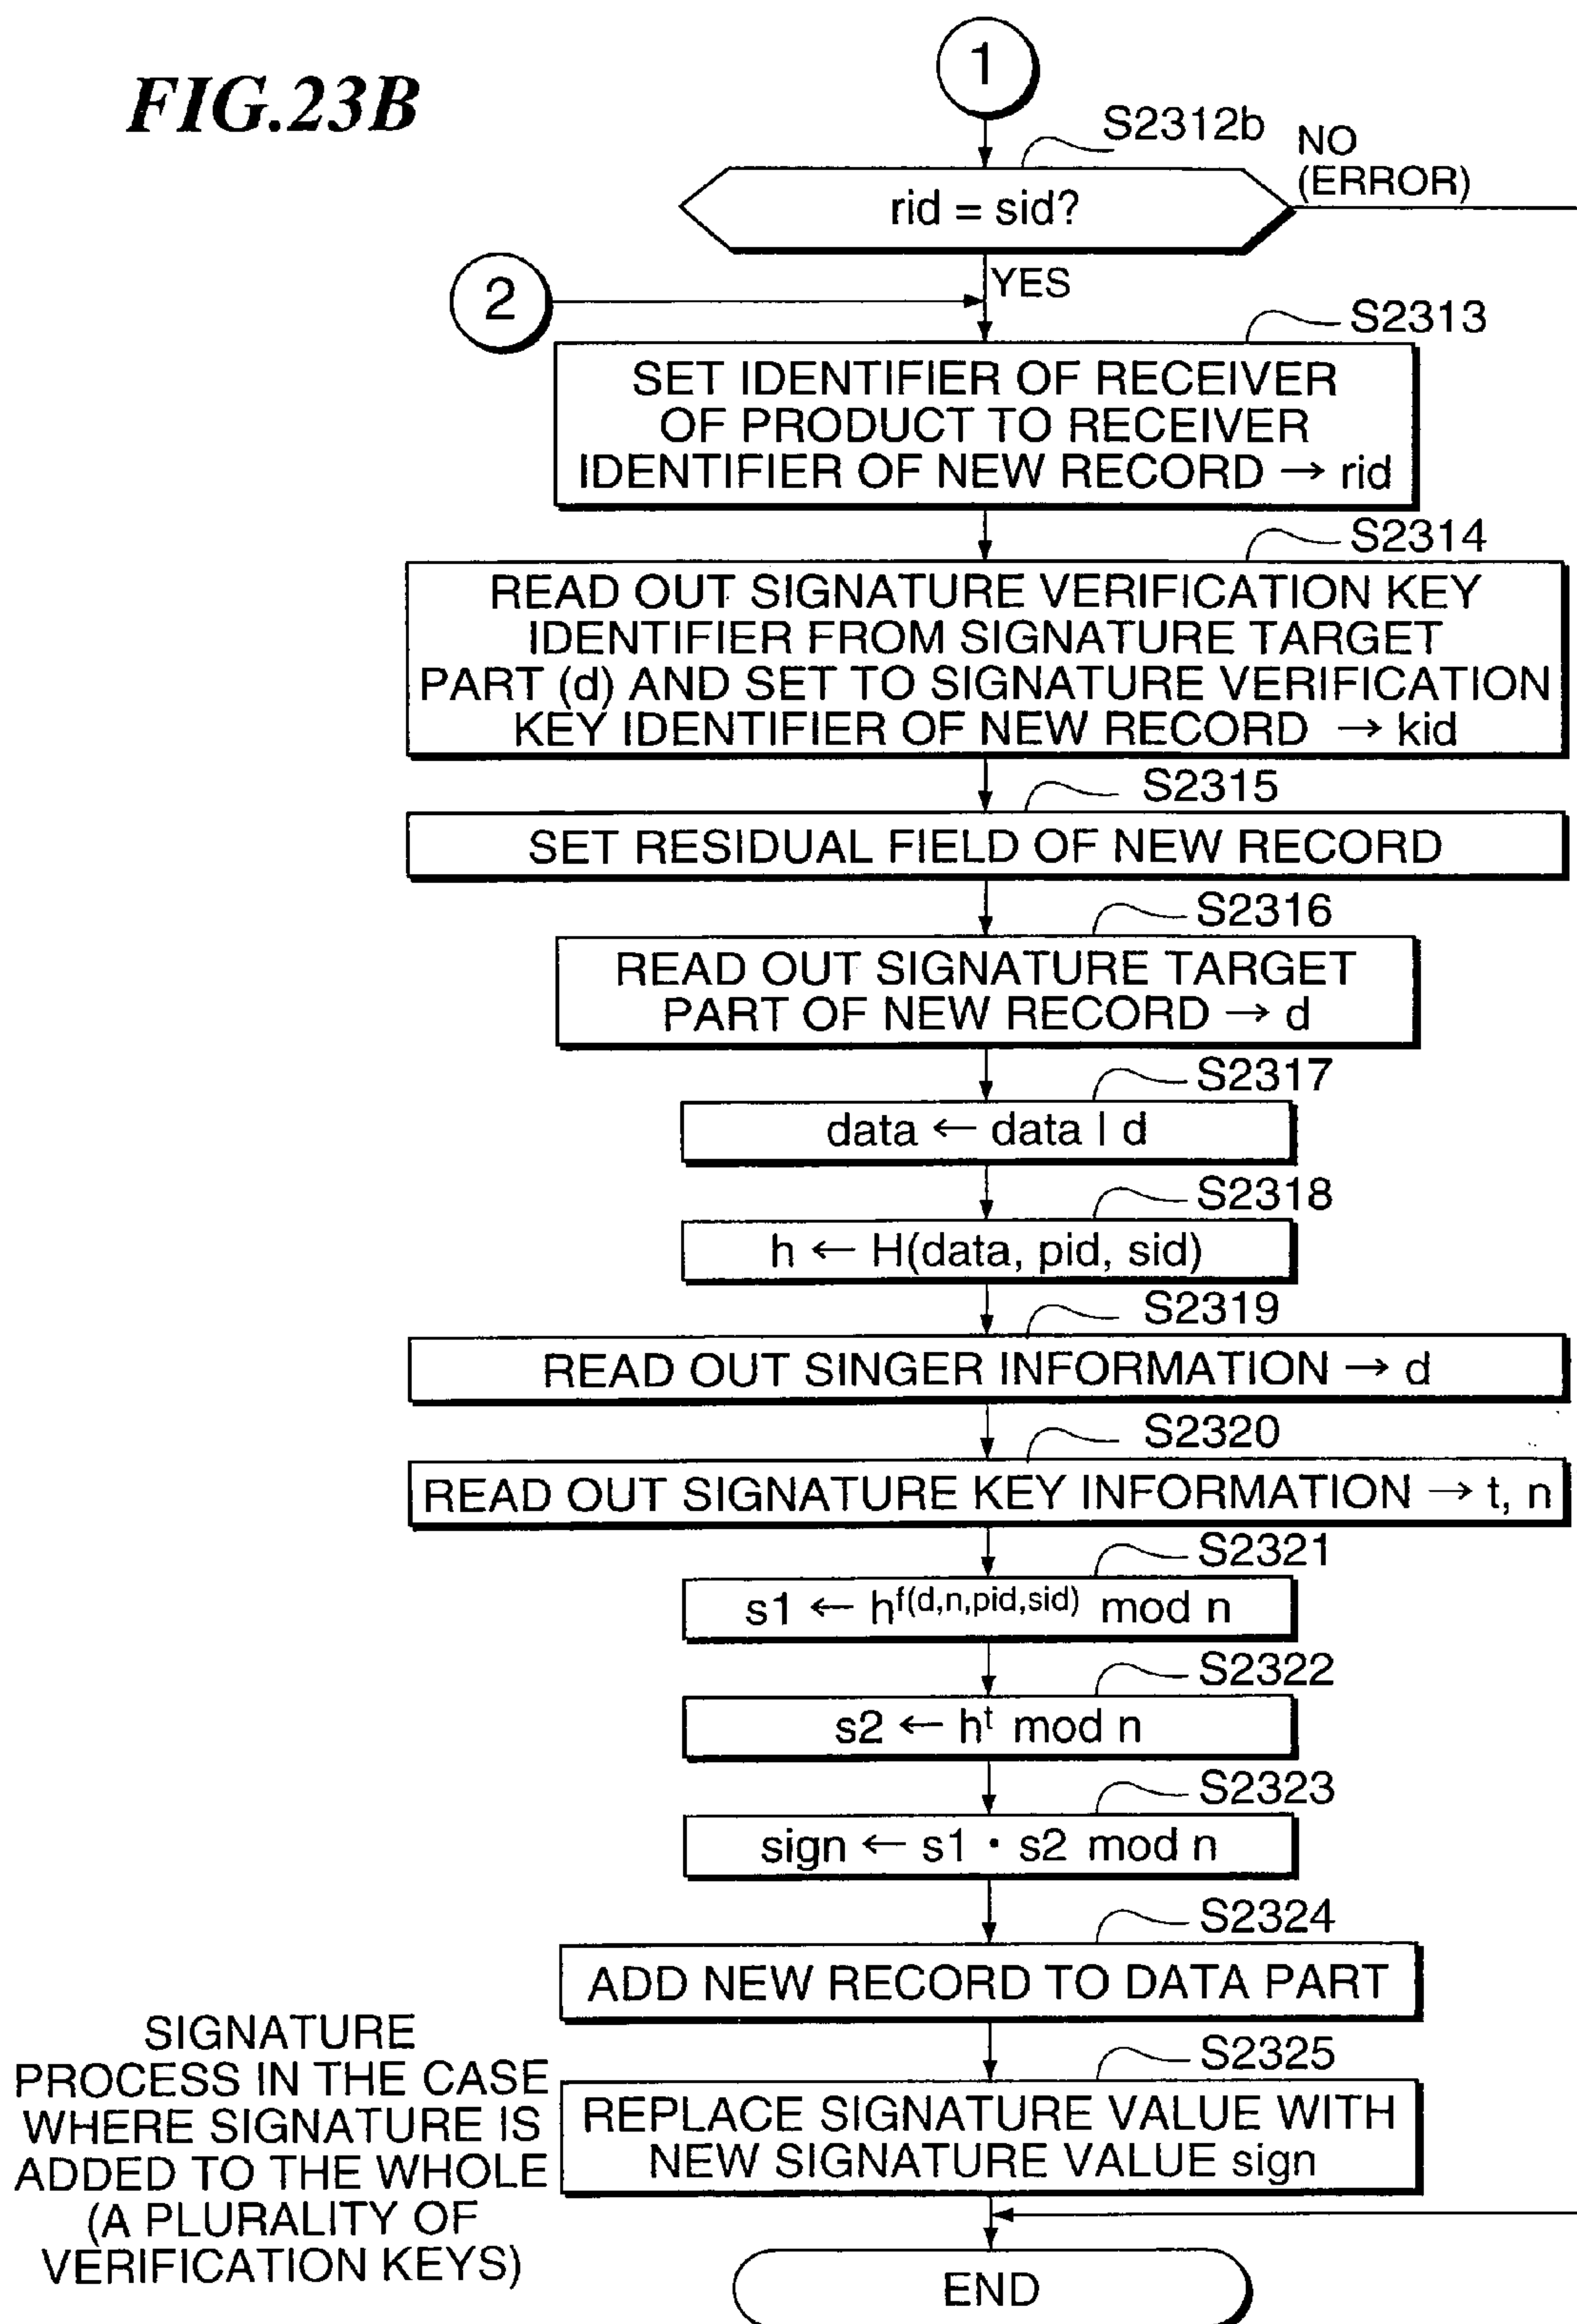 FIG.23B
1
S2312b
NO
(ERROR)
rid = sid?
YES
2
S2313
SET IDENTIFIER OF RECEIVER
OF PRODUCT TO RECEIVER
IDENTIFIER OF NEW RECORD → rid
S2314
READ OUT SIGNATURE VERIFICATION KEY
IDENTIFIER FROM SIGNATURE TARGET
PART (d) AND SET TO SIGNATURE VERIFICATION
KEY IDENTIFIER OF NEW RECORD → kid
S2315
SET RESIDUAL FIELD OF NEW RECORD
S2316
READ OUT SIGNATURE TARGET
PART OF NEW RECORD → d
S2317
data ← data | d
S2318
h ← H(data, pid, sid)
S2319
READ OUT SINGER INFORMATION → d
S2320
READ OUT SIGNATURE KEY INFORMATION → t, n
S2321
s1 ← h^f(d,n,pid,sid) mod n
S2322
s2 ← h^t mod n
S2323
sign ← s1 · s2 mod n
S2324
ADD NEW RECORD TO DATA PART
S2325
REPLACE SIGNATURE VALUE WITH
NEW SIGNATURE VALUE sign
SIGNATURE
PROCESS IN THE CASE
WHERE SIGNATURE IS
ADDED TO THE WHOLE
(A PLURALITY OF
VERIFICATION KEYS)
END